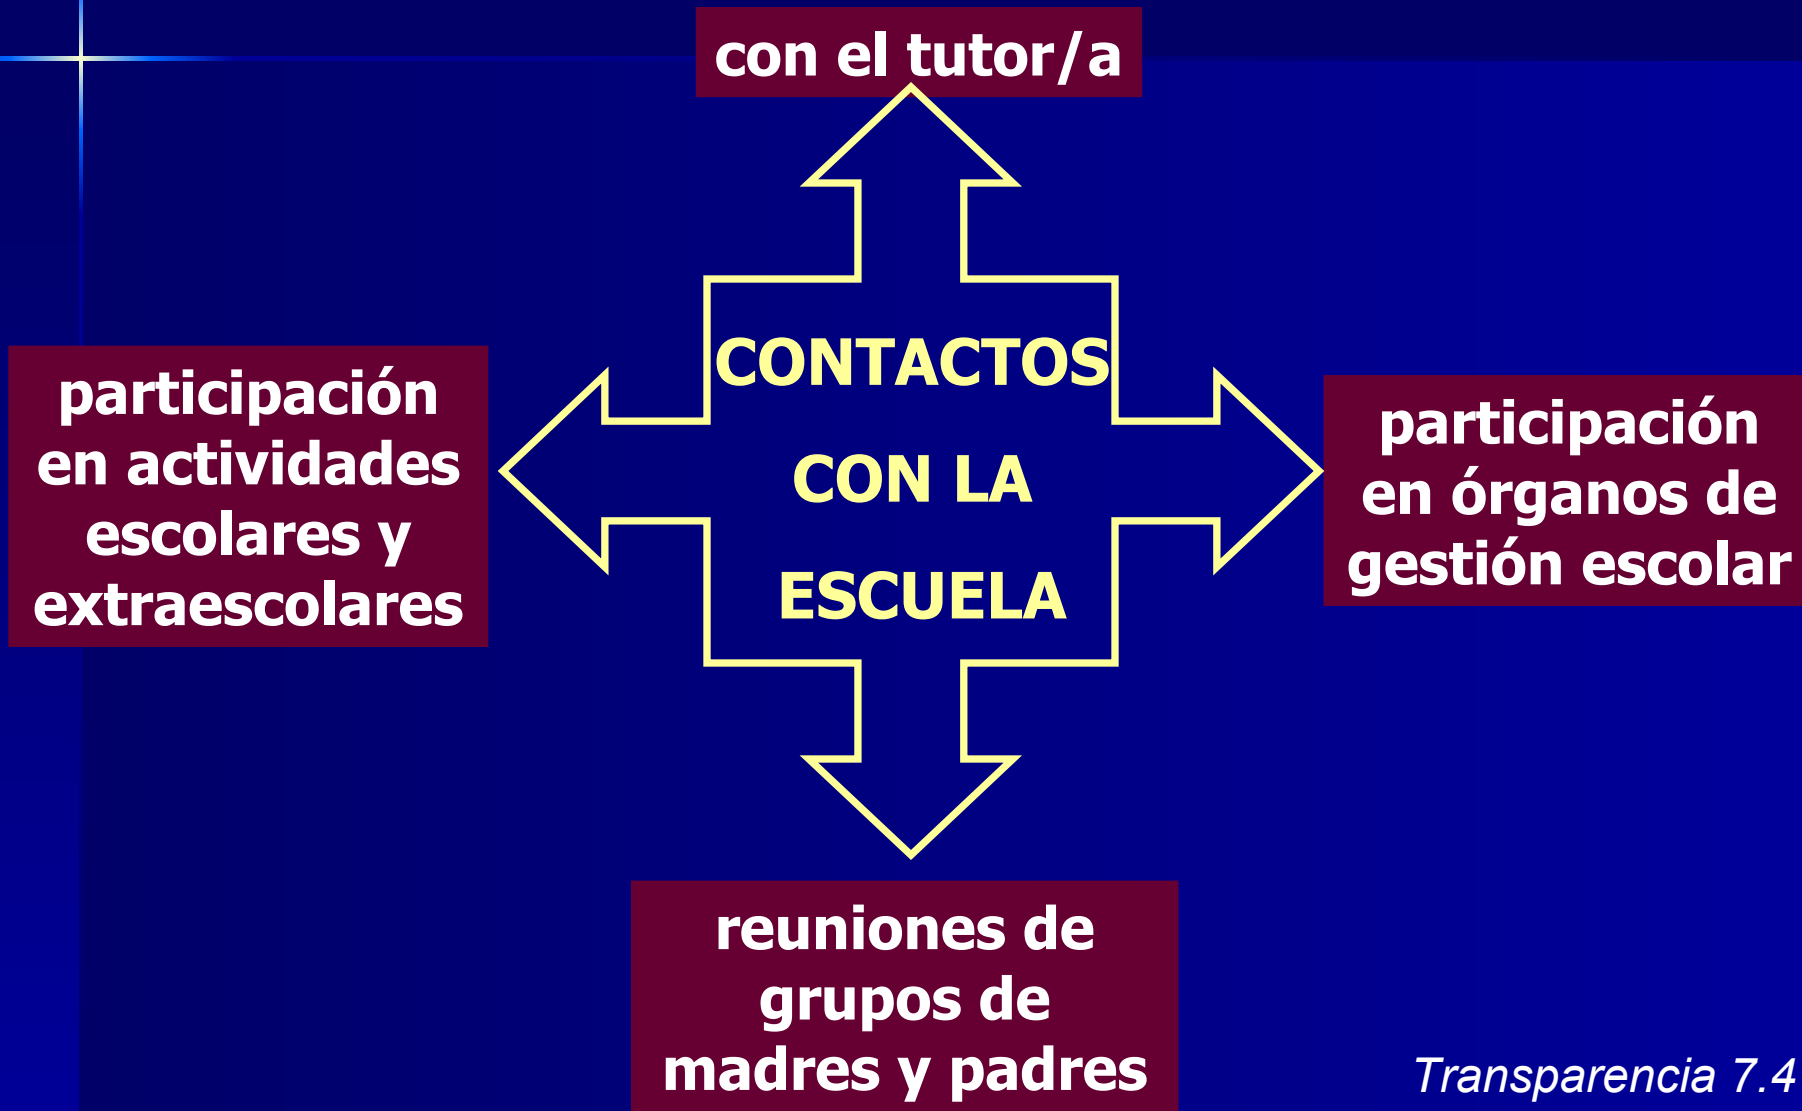 con el tutor/a
CONTACTOS
CON LA
ESCUELA
participación
en actividades
escolares y
extraescolares
participación
en órganos de
gestión escolar
reuniones de
grupos de
madres y padres
Transparencia 7.4